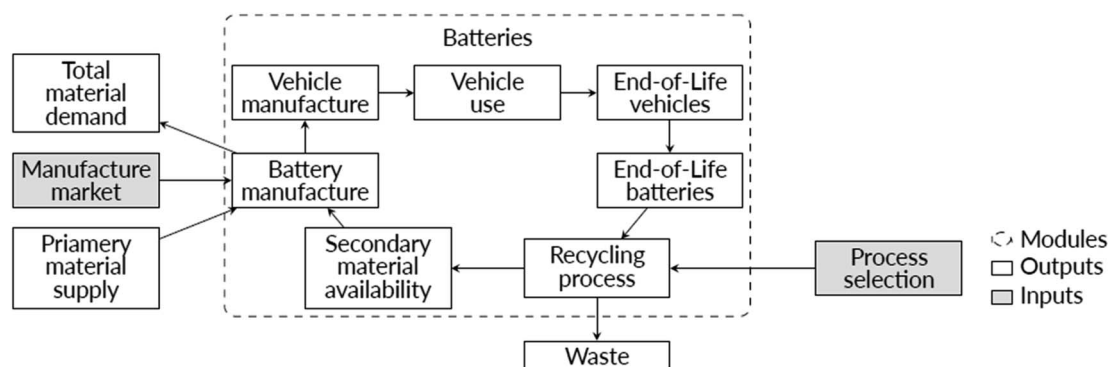 Batteries
Total
material
demand
Vehicle
manufacture
Vehicle
use
End-of-Life
vehicles
Manufacture
market
Battery
manufacture
End-of-Life
batteries
Priamery
material
supply
Secondary
material
availability
Recycling
process
Process
selection
Modules
Outputs
Inputs
Waste